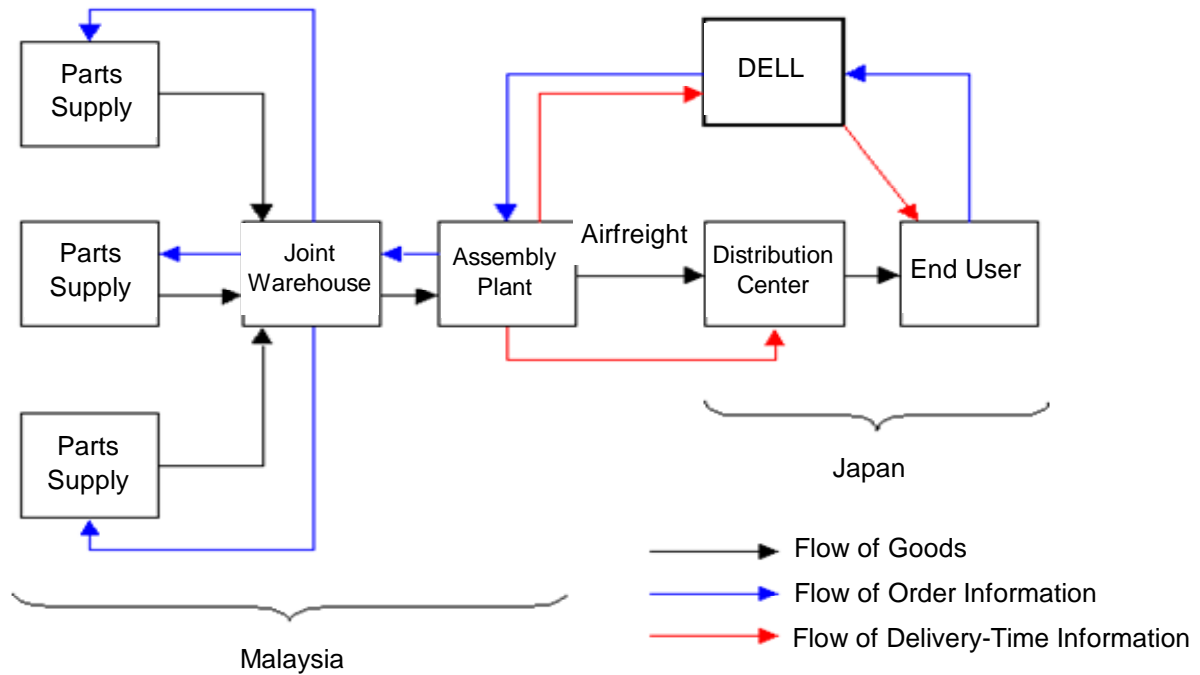 Parts
Supply
DELL
Parts
Supply
Joint
Warehouse
Assembly
Plant
Airfreight
Distribution
Center
End User
Parts
Supply
Japan
Malaysia
Flow of Goods
Flow of Order Information
Flow of Delivery-Time Information